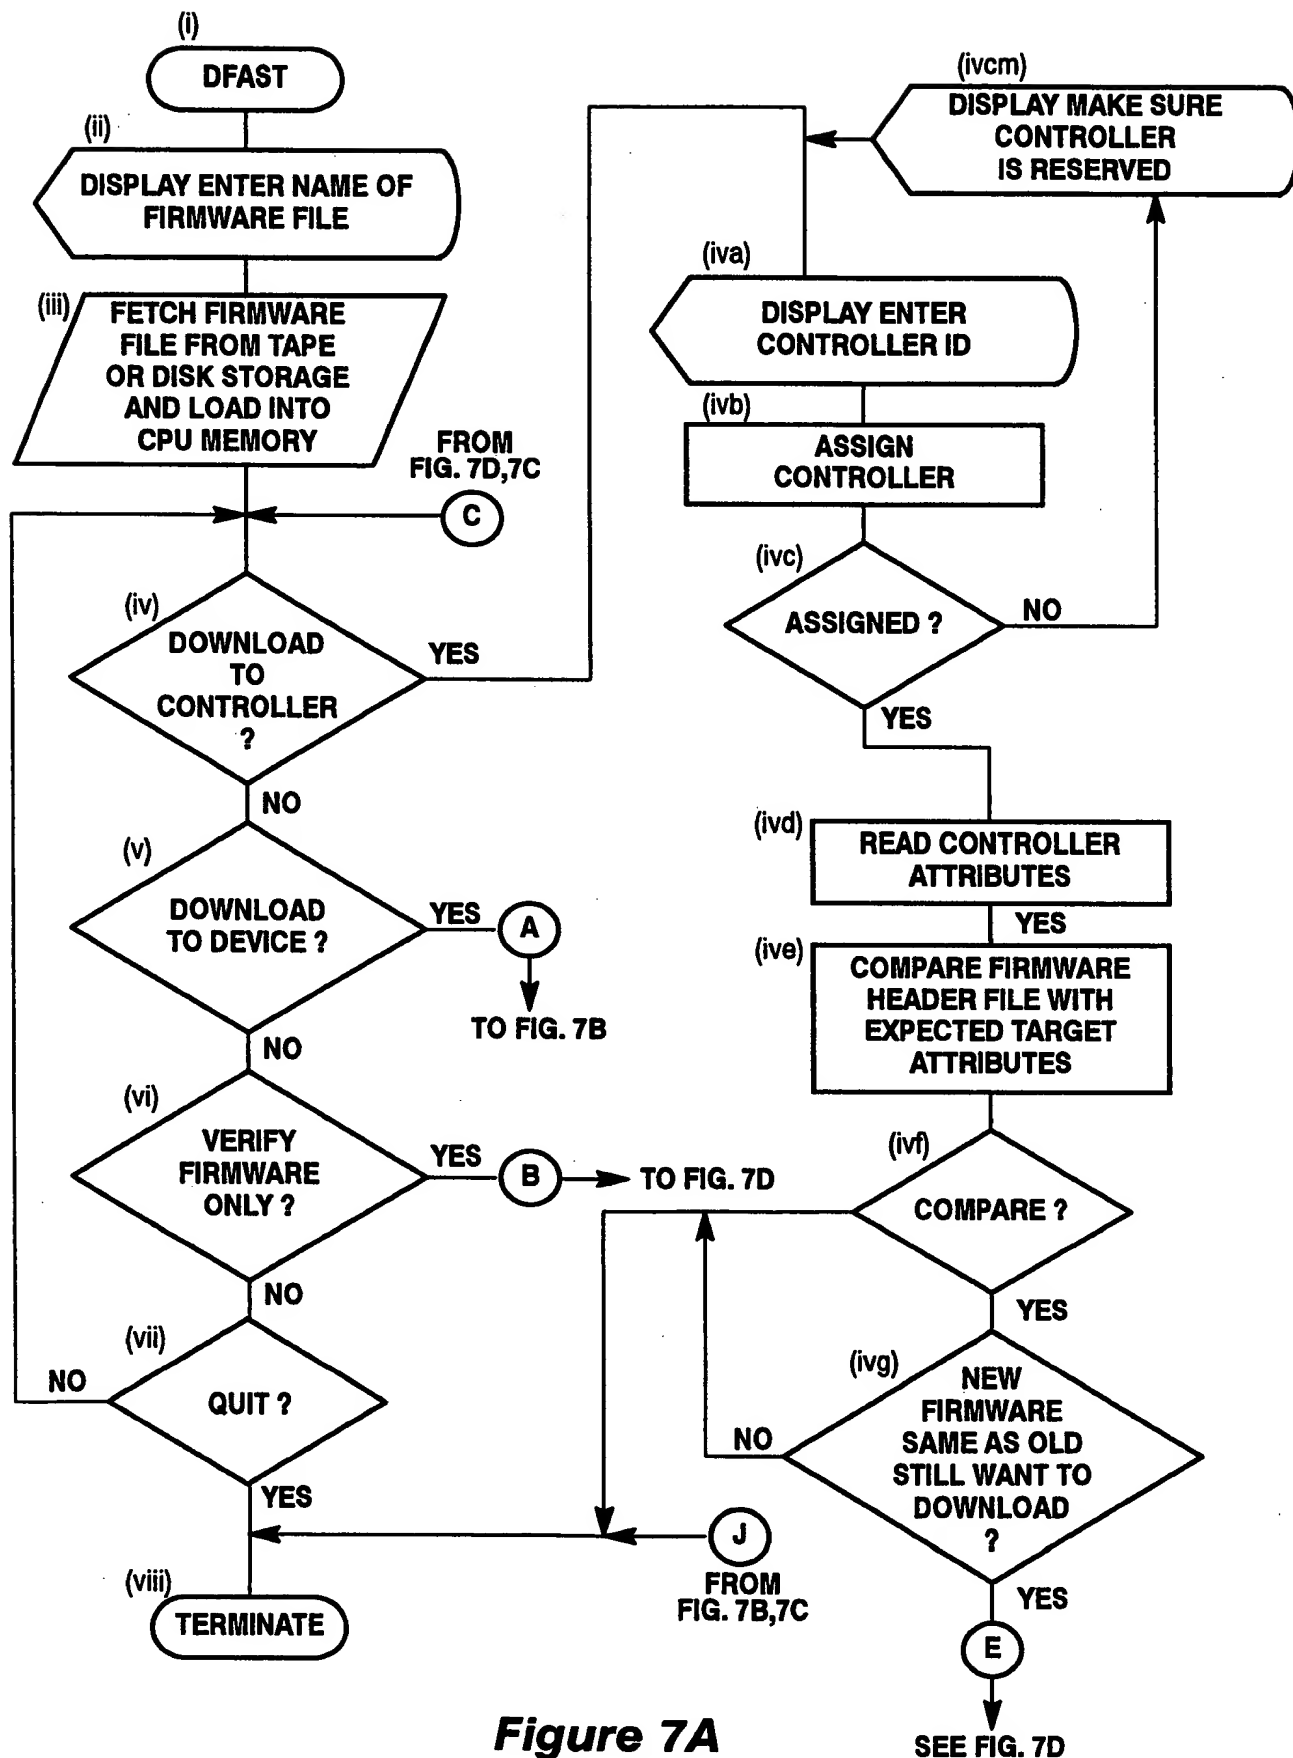 (i)
DFAST
(ii)
DISPLAY ENTER NAME OF
FIRMWARE FILE
(iii)
FETCH FIRMWARE
FILE FROM TAPE
OR DISK STORAGE
AND LOAD INTO
CPU MEMORY
FROM
FIG. 7D,7C
C
(iv)
DOWNLOAD
TO
CONTROLLER
?
YES
NO
(v)
DOWNLOAD
TO DEVICE ?
YES
A
TO FIG. 7B
NO
(vi)
VERIFY
FIRMWARE
ONLY ?
YES
B
TO FIG. 7D
NO
(vii)
QUIT ?
NO
YES
(viii)
TERMINATE
(ivcm)
DISPLAY MAKE SURE
CONTROLLER
IS RESERVED
(iva)
DISPLAY ENTER
CONTROLLER ID
(ivb)
ASSIGN
CONTROLLER
(ivc)
ASSIGNED ?
NO
YES
(ivd)
READ CONTROLLER
ATTRIBUTES
YES
(ive)
COMPARE FIRMWARE
HEADER FILE WITH
EXPECTED TARGET
ATTRIBUTES
(ivf)
COMPARE ?
YES
(ivg)
NEW
FIRMWARE
SAME AS OLD
STILL WANT TO
DOWNLOAD
?
NO
YES
J
FROM
FIG. 7B,7C
E
SEE FIG. 7D
Figure 7A